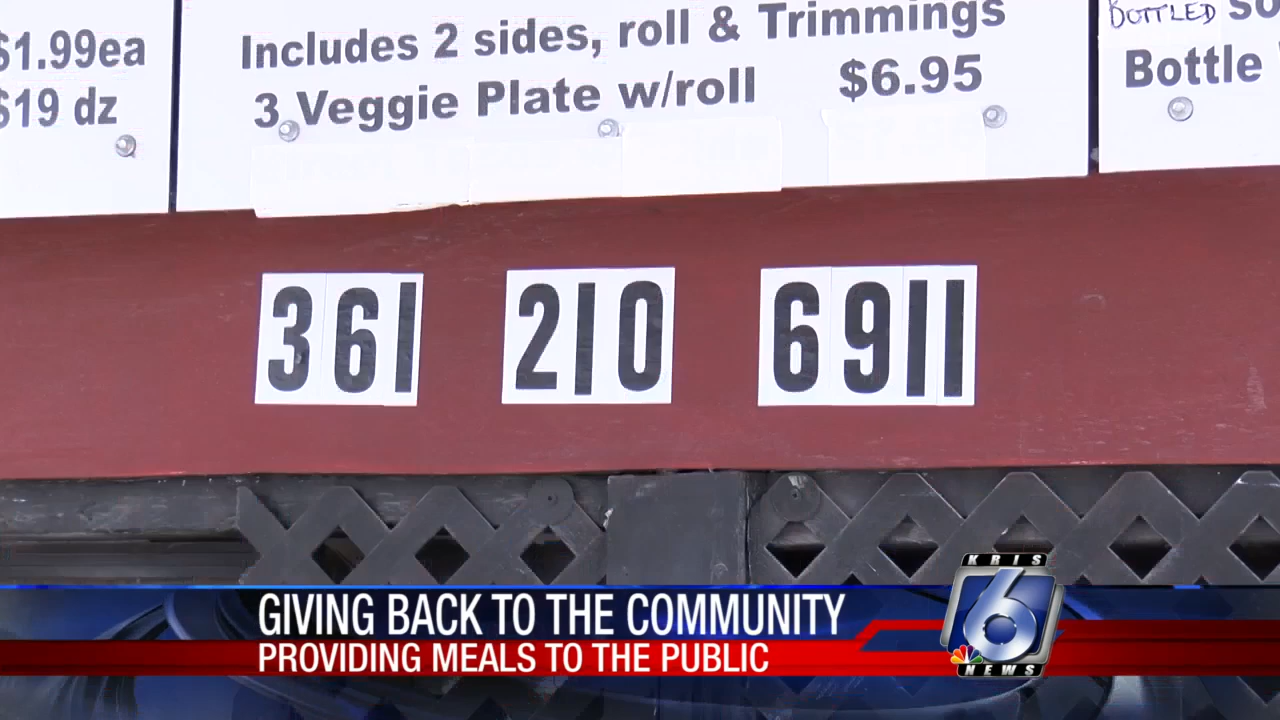 $1.99ea
$19 dz
Includes 2 sides, roll & Trimmings
3 Veggie Plate w/roll $6.95
BOTTLED
Bottle
361 210 6911
GIVING BACK TO THE COMMUNITY
PROVIDING MEALS TO THE PUBLIC
KRIS
6
NEWS